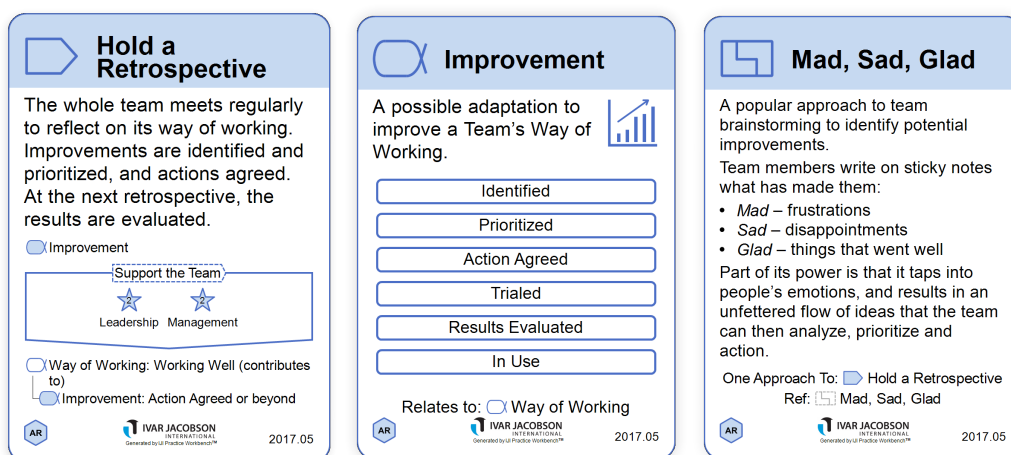 Hold a
Retrospective
The whole team meets regularly
to reflect on its way of working.
Improvements are identified and
prioritized, and actions agreed.
At the next retrospective, the
results are evaluated.
Improvement
Support the Team
2
2
Leadership Management
Way of Working: Working Well (contributes
to)
Improvement: Action Agreed or beyond
AR
IVAR JACOBSON
INTERNATIONAL
Generated by IJI Practice Workbench™
2017.05
Improvement
A possible adaptation to
improve a Team's Way of
Working.
Identified
Prioritized
Action Agreed
Trialed
Results Evaluated
In Use
Relates to: Way of Working
AR
IVAR JACOBSON
INTERNATIONAL
Generated by IJI Practice Workbench™
2017.05
Mad, Sad, Glad
A popular approach to team
brainstorming to identify potential
improvements.
Team members write on sticky notes
what has made them:
• Mad – frustrations
• Sad – disappointments
• Glad – things that went well
Part of its power is that it taps into
people's emotions, and results in an
unfettered flow of ideas that the team
can then analyze, prioritize and
action.
One Approach To: Hold a Retrospective
Ref: Mad, Sad, Glad
AR
IVAR JACOBSON
INTERNATIONAL
Generated by IJI Practice Workbench™
2017.05